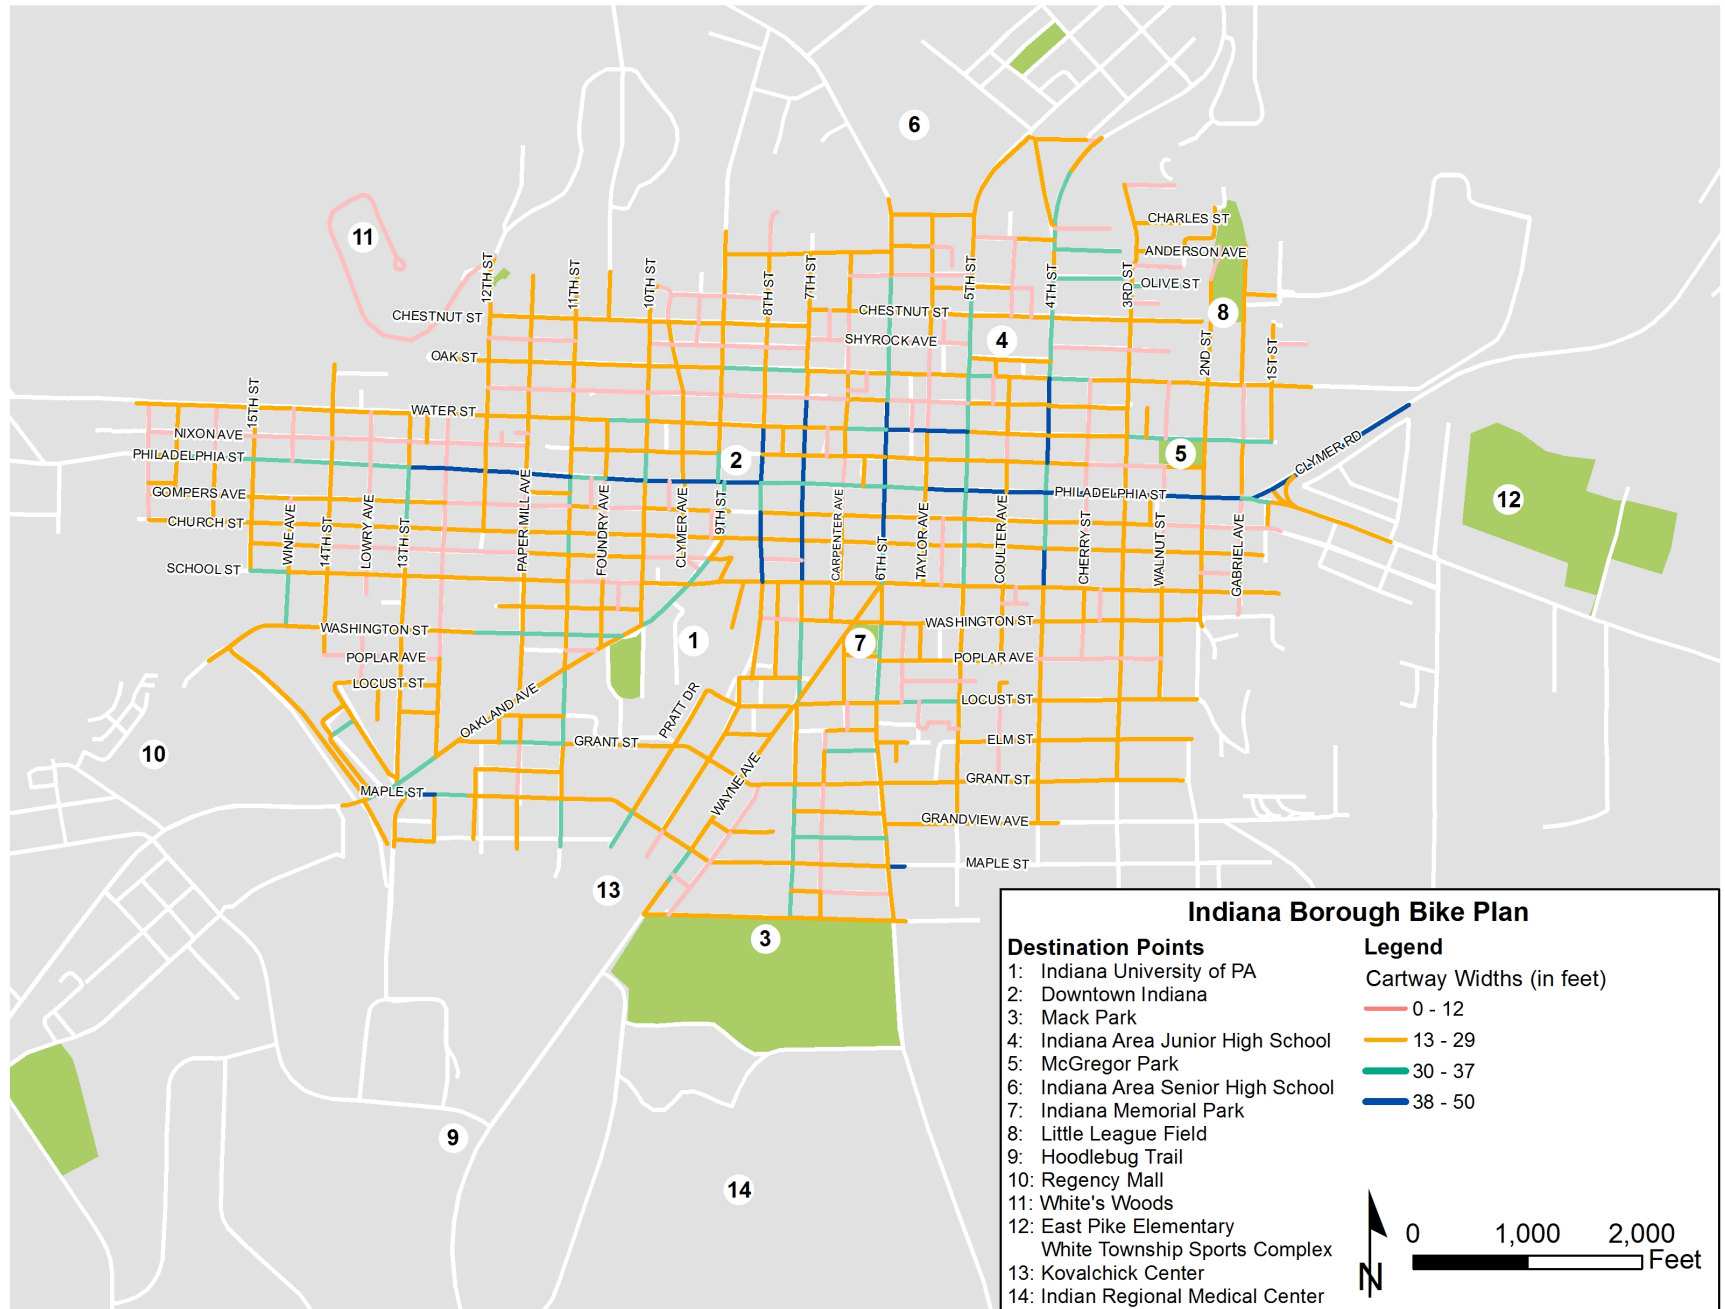 6
CHARLES ST
11
ANDERSON AVE
12TH ST
11TH ST
10TH ST
8TH ST
7TH ST
5TH ST
4TH ST
3RD ST
OLIVE ST
CHESTNUT ST
CHESTNUT ST
8
SHYROCK AVE
4
OAK ST
2ND ST
1ST ST
15TH ST
WATER ST
NIXON AVE
PHILADELPHIA ST
2
5
CLYMER RD
GOMPERS AVE
PHILADELPHIA ST
12
CHURCH ST
WINE AVE
14TH ST
LOWRY AVE
13TH ST
PAPER MILL AVE
FOUNDRY AVE
CLYMER AVE
9TH ST
CARPENTER AVE
6TH ST
TAYLOR AVE
COULTER AVE
CHERRY ST
WALNUT ST
GABRIEL AVE
SCHOOL ST
WASHINGTON ST
WASHINGTON ST
1
7
POPLAR AVE
POPLAR AVE
LOCUST ST
LOCUST ST
OAKLAND AVE
PRATT DR
GRANT ST
ELM ST
10
WAYNE AVE
GRANT ST
MAPLE ST
GRANDVIEW AVE
MAPLE ST
13
3
9
14
Indiana Borough Bike Plan
Destination Points
1: Indiana University of PA
2: Downtown Indiana
3: Mack Park
4: Indiana Area Junior High School
5: McGregor Park
6: Indiana Area Senior High School
7: Indiana Memorial Park
8: Little League Field
9: Hoodlebug Trail
10: Regency Mall
11: White's Woods
12: East Pike Elementary
White Township Sports Complex
13: Kovalchick Center
14: Indian Regional Medical Center
Legend
Cartway Widths (in feet)
0 - 12
13 - 29
30 - 37
38 - 50
N
0 1,000 2,000
Feet